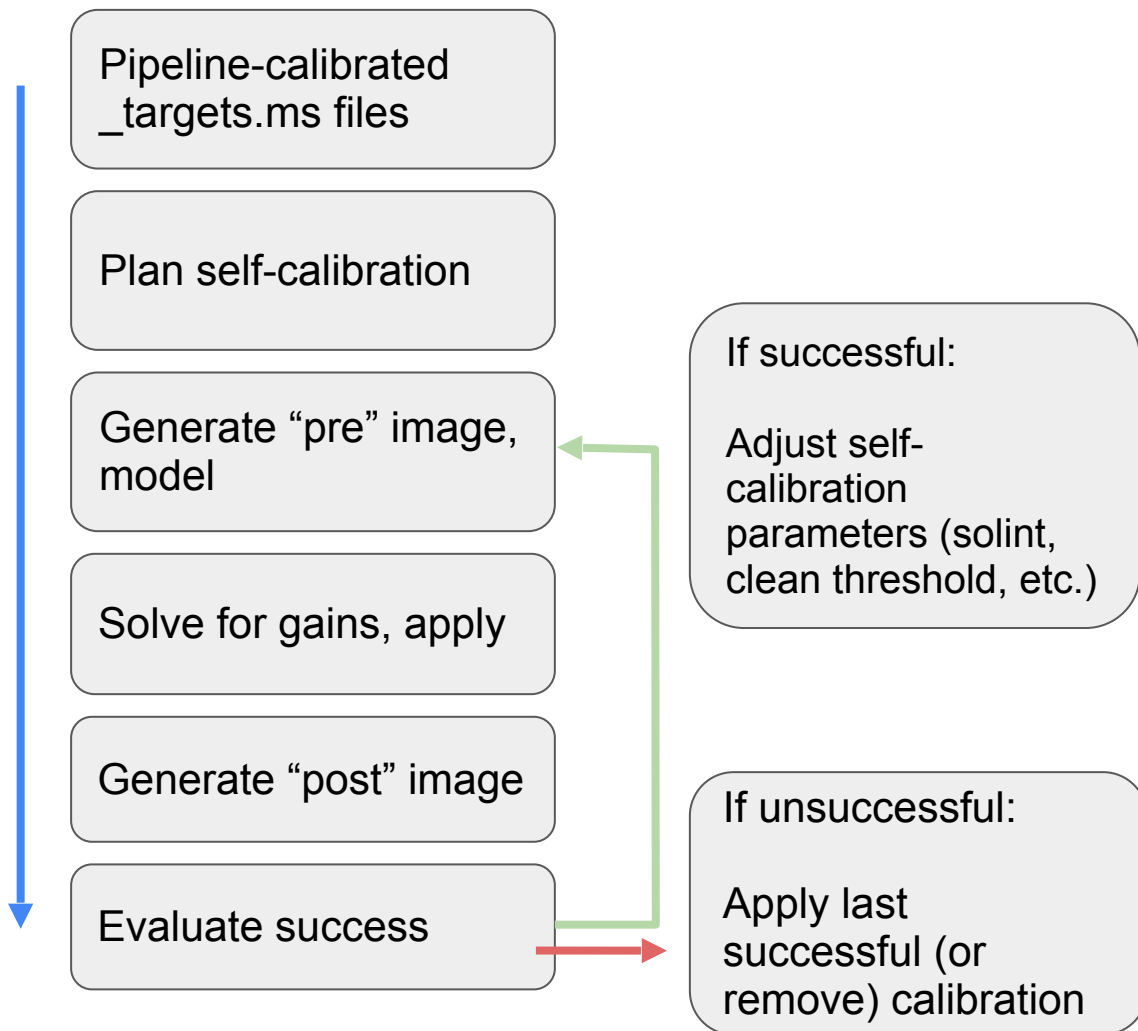 Pipeline-calibrated
_targets.ms files
Plan self-calibration
Generate “pre” image,
model
Solve for gains, apply
Generate “post” image
Evaluate success
If successful:
Adjust self-
calibration
parameters (solint,
clean threshold, etc.)
If unsuccessful:
Apply last
successful (or
remove) calibration